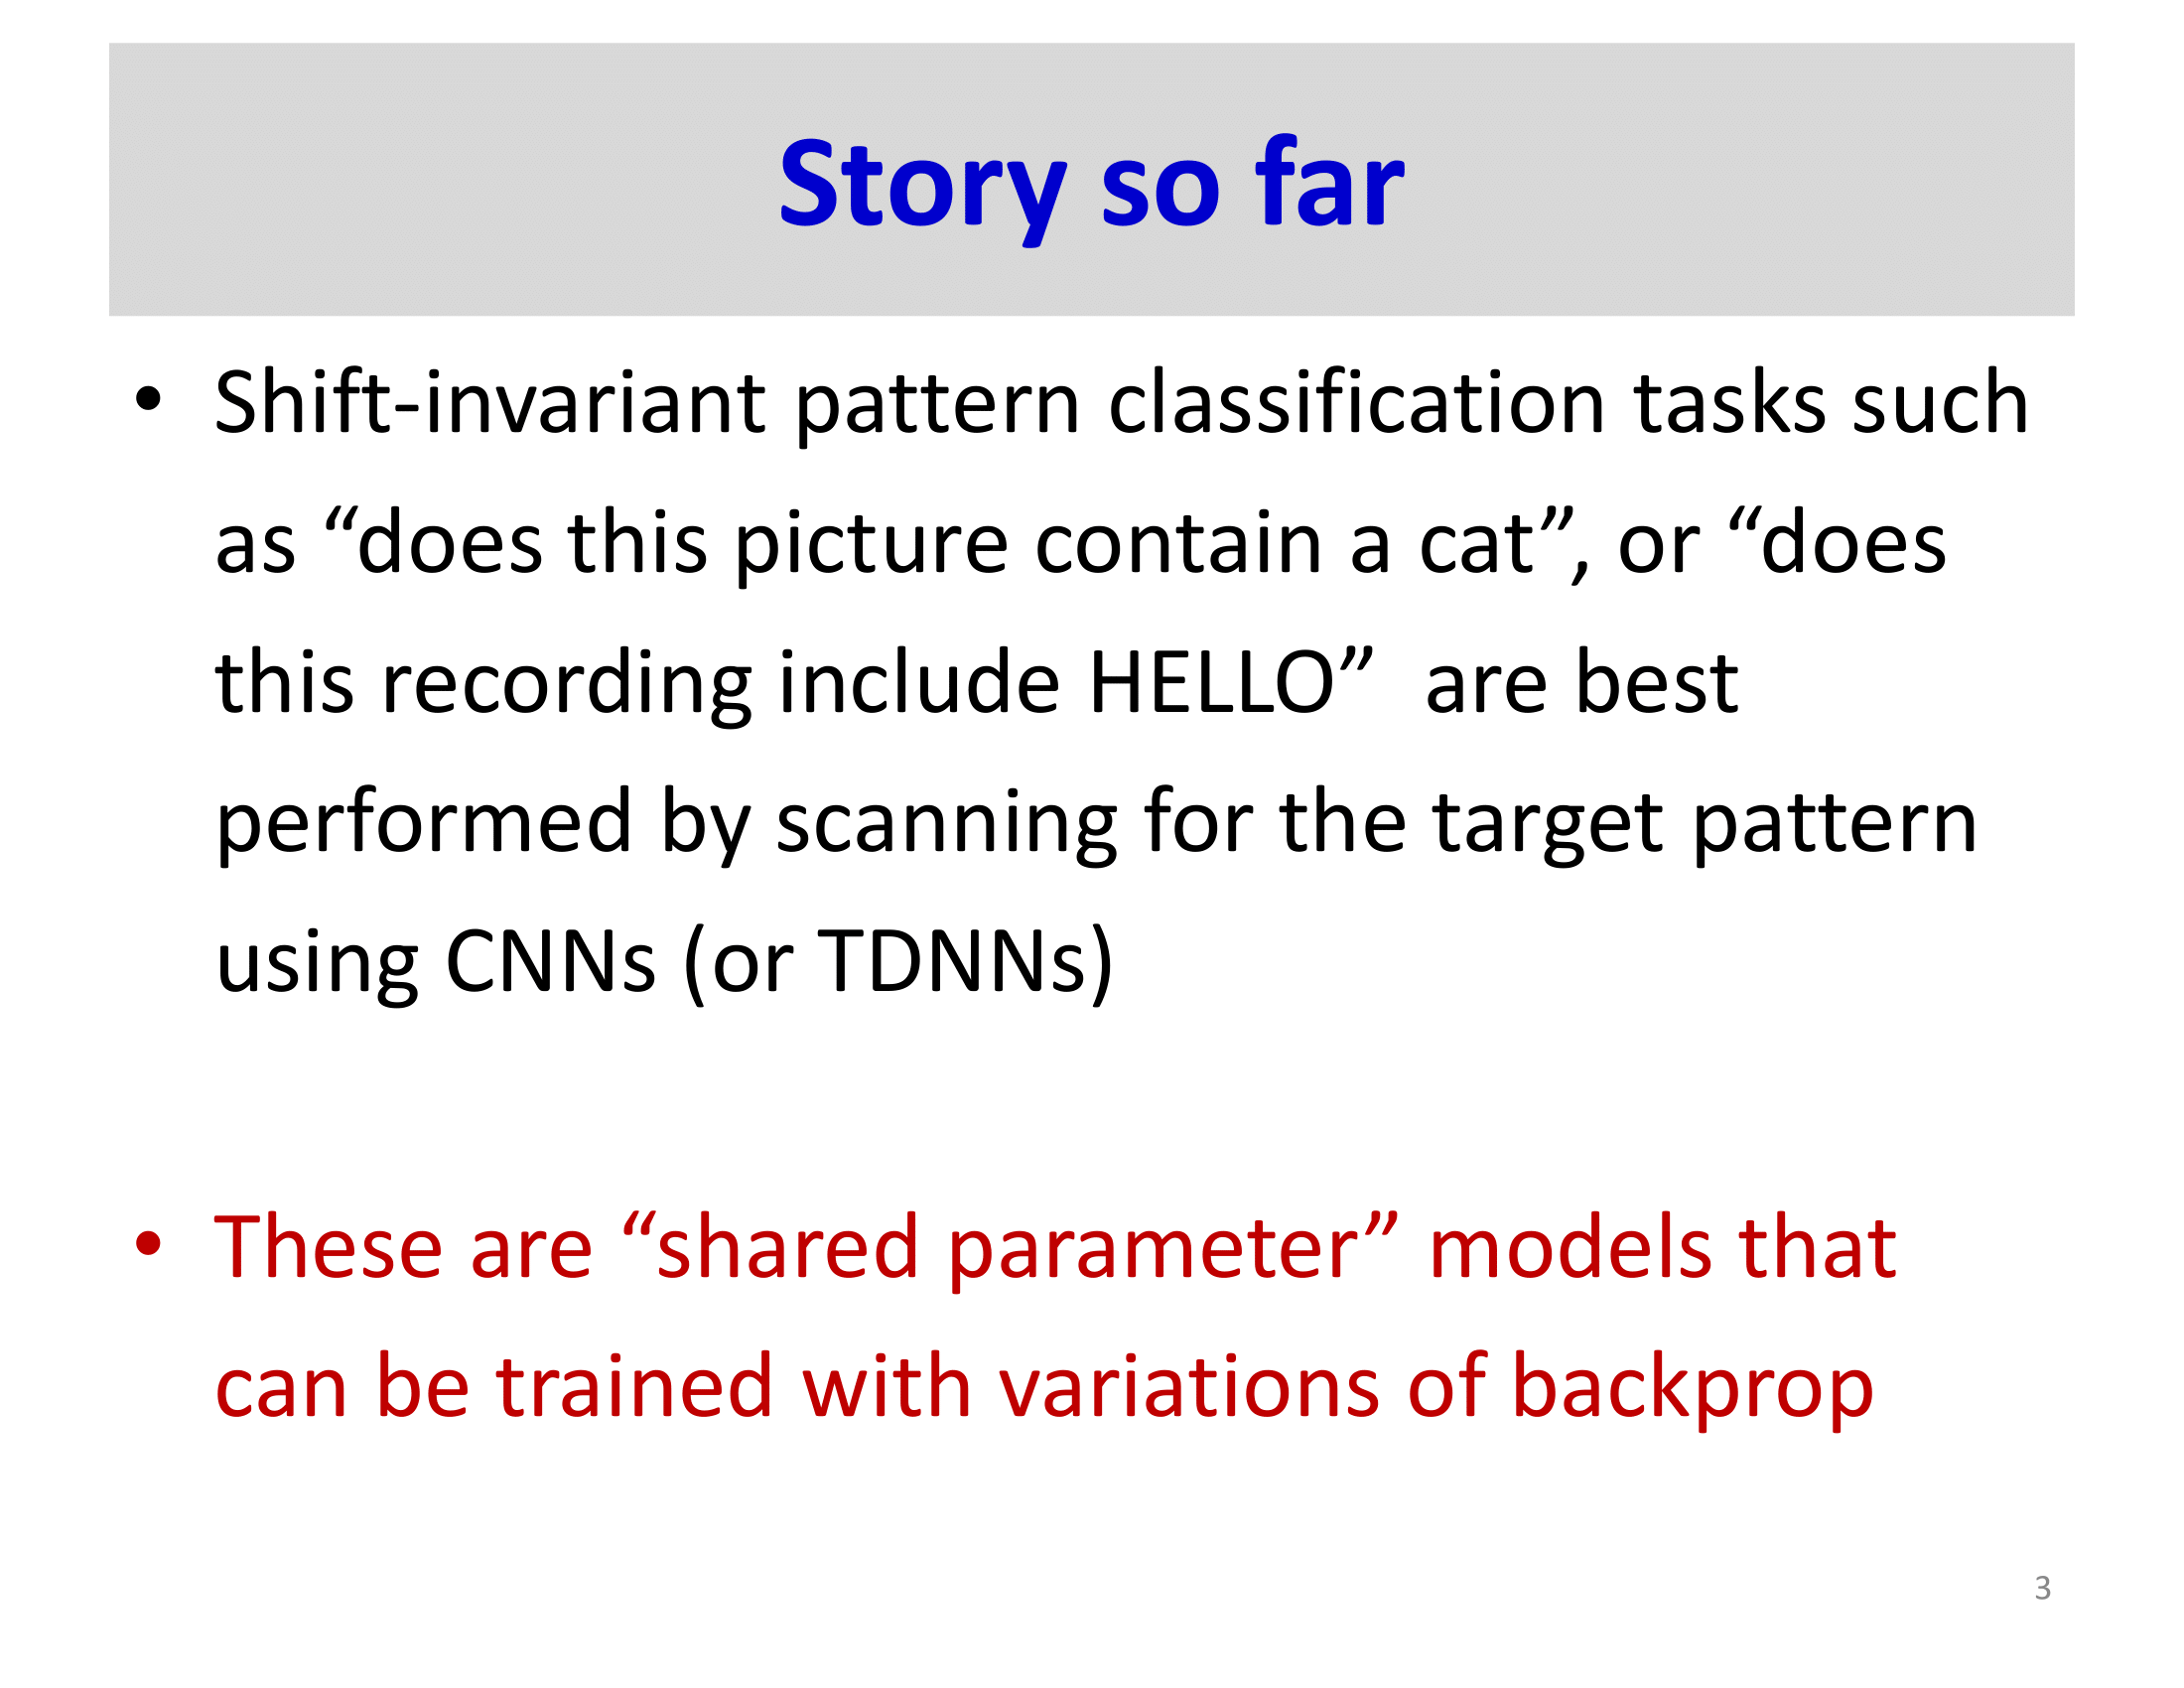 Story so far
• Shift-invariant pattern classification tasks such
as “does this picture contain a cat”, or “does
this recording include HELLO” are best
performed by scanning for the target pattern
using CNNs (or TDNNs)
• These are “shared parameter” models that
can be trained with variations of backprop
3